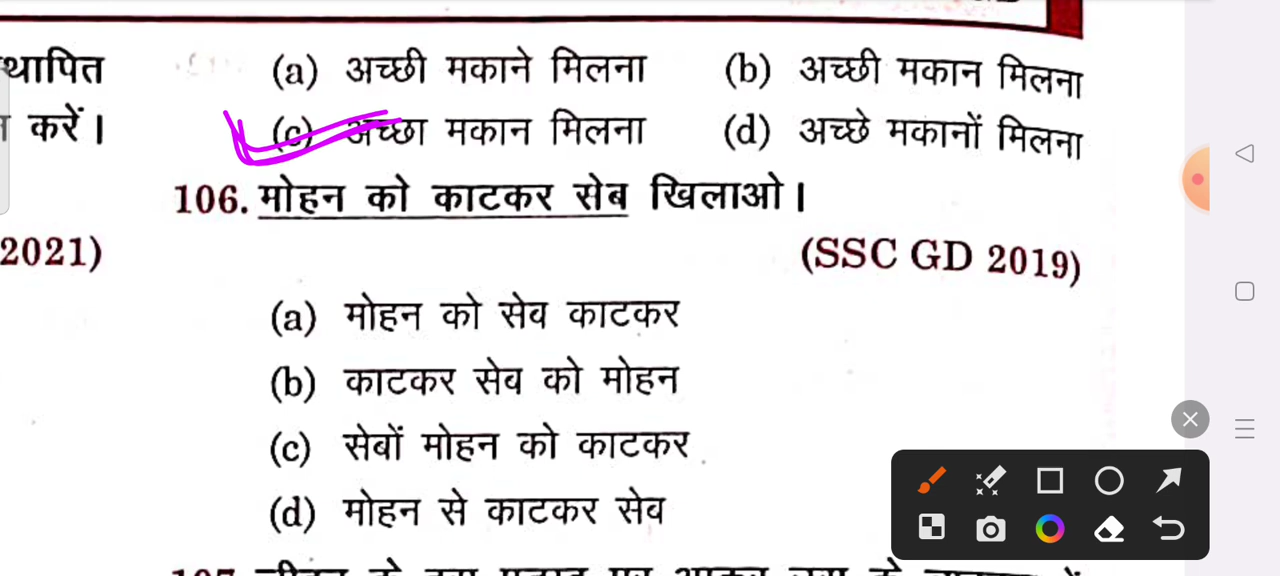 थापित
(a) अच्छी मकाने मिलना (b) अच्छी मकान मिलना
करें।
(c) अच्छा मकान मिलना (d) अच्छे मकानों मिलना
106. मोहन को काटकर सेब खिलाओ।
2021)
(SSC GD 2019)
(a) मोहन को सेब काटकर
(b) काटकर सेब को मोहन
(c) सेबों मोहन को काटकर
(d) मोहन से काटकर सेब